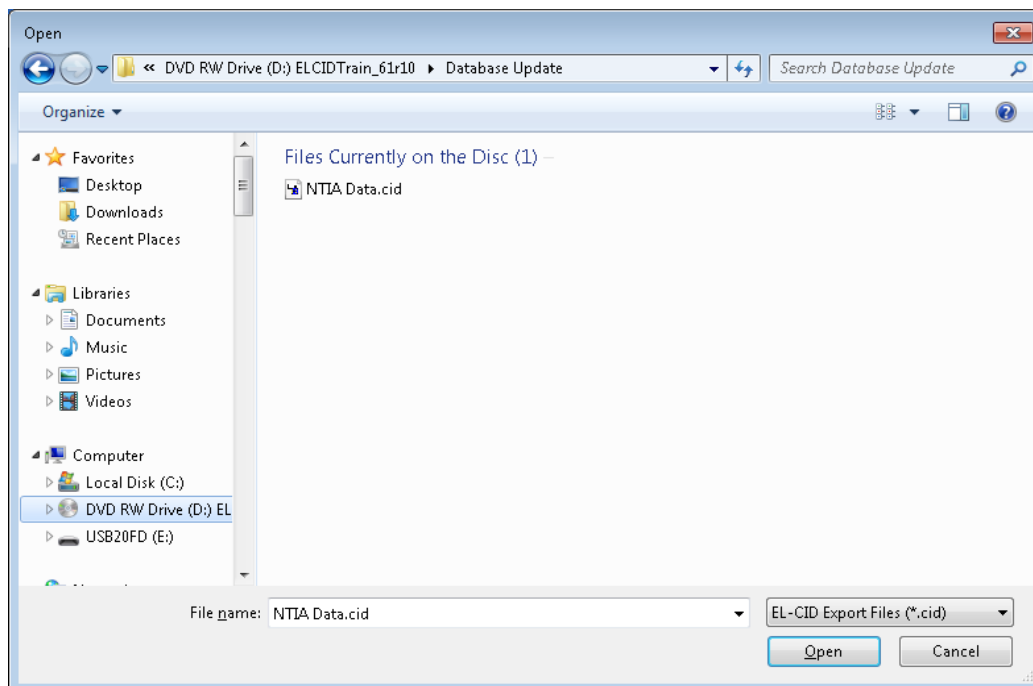 Open
« DVD RW Drive (D:) ELCIDTrain_61r10 Database Update
Search Database Update
Organize
Favorites
Desktop
Downloads
Recent Places
Libraries
Documents
Music
Pictures
Videos
Computer
Local Disk (C:)
DVD RW Drive (D:) EL
USB20FD (E:)
Files Currently on the Disc (1)
NTIA Data.cid
File name: NTIA Data.cid
EL-CID Export Files (*.cid)
Open Cancel